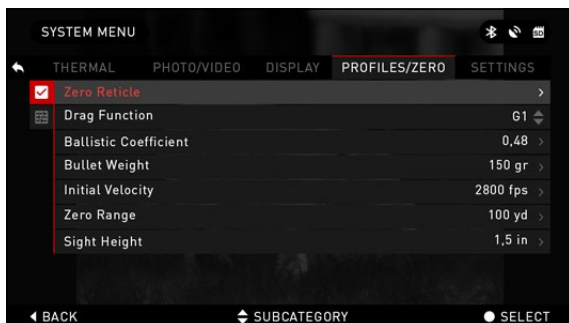 SYSTEM MENU
SD
THERMAL PHOTO/VIDEO DISPLAY PROFILES/ZERO SETTINGS
Zero Reticle
Drag Function G1
Ballistic Coefficient 0,48
Bullet Weight 150 gr
Initial Velocity 2800 fps
Zero Range 100 yd
Sight Height 1,5 in
BACK SUBCATEGORY SELECT